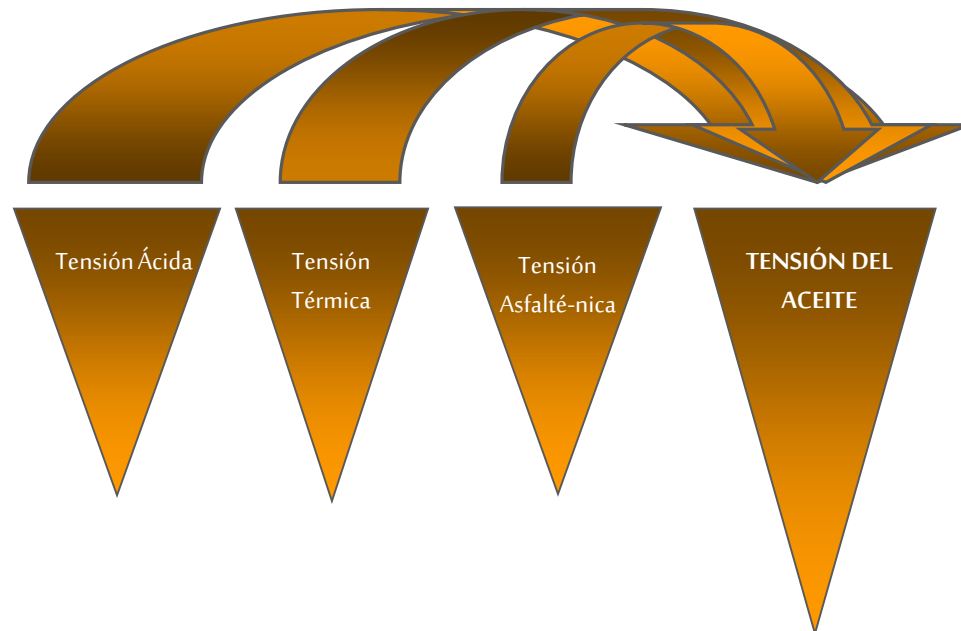 Tensión Ácida
Tensión
Térmica
Tensión
Asfalté-nica
TENSIÓN DEL
ACEITE